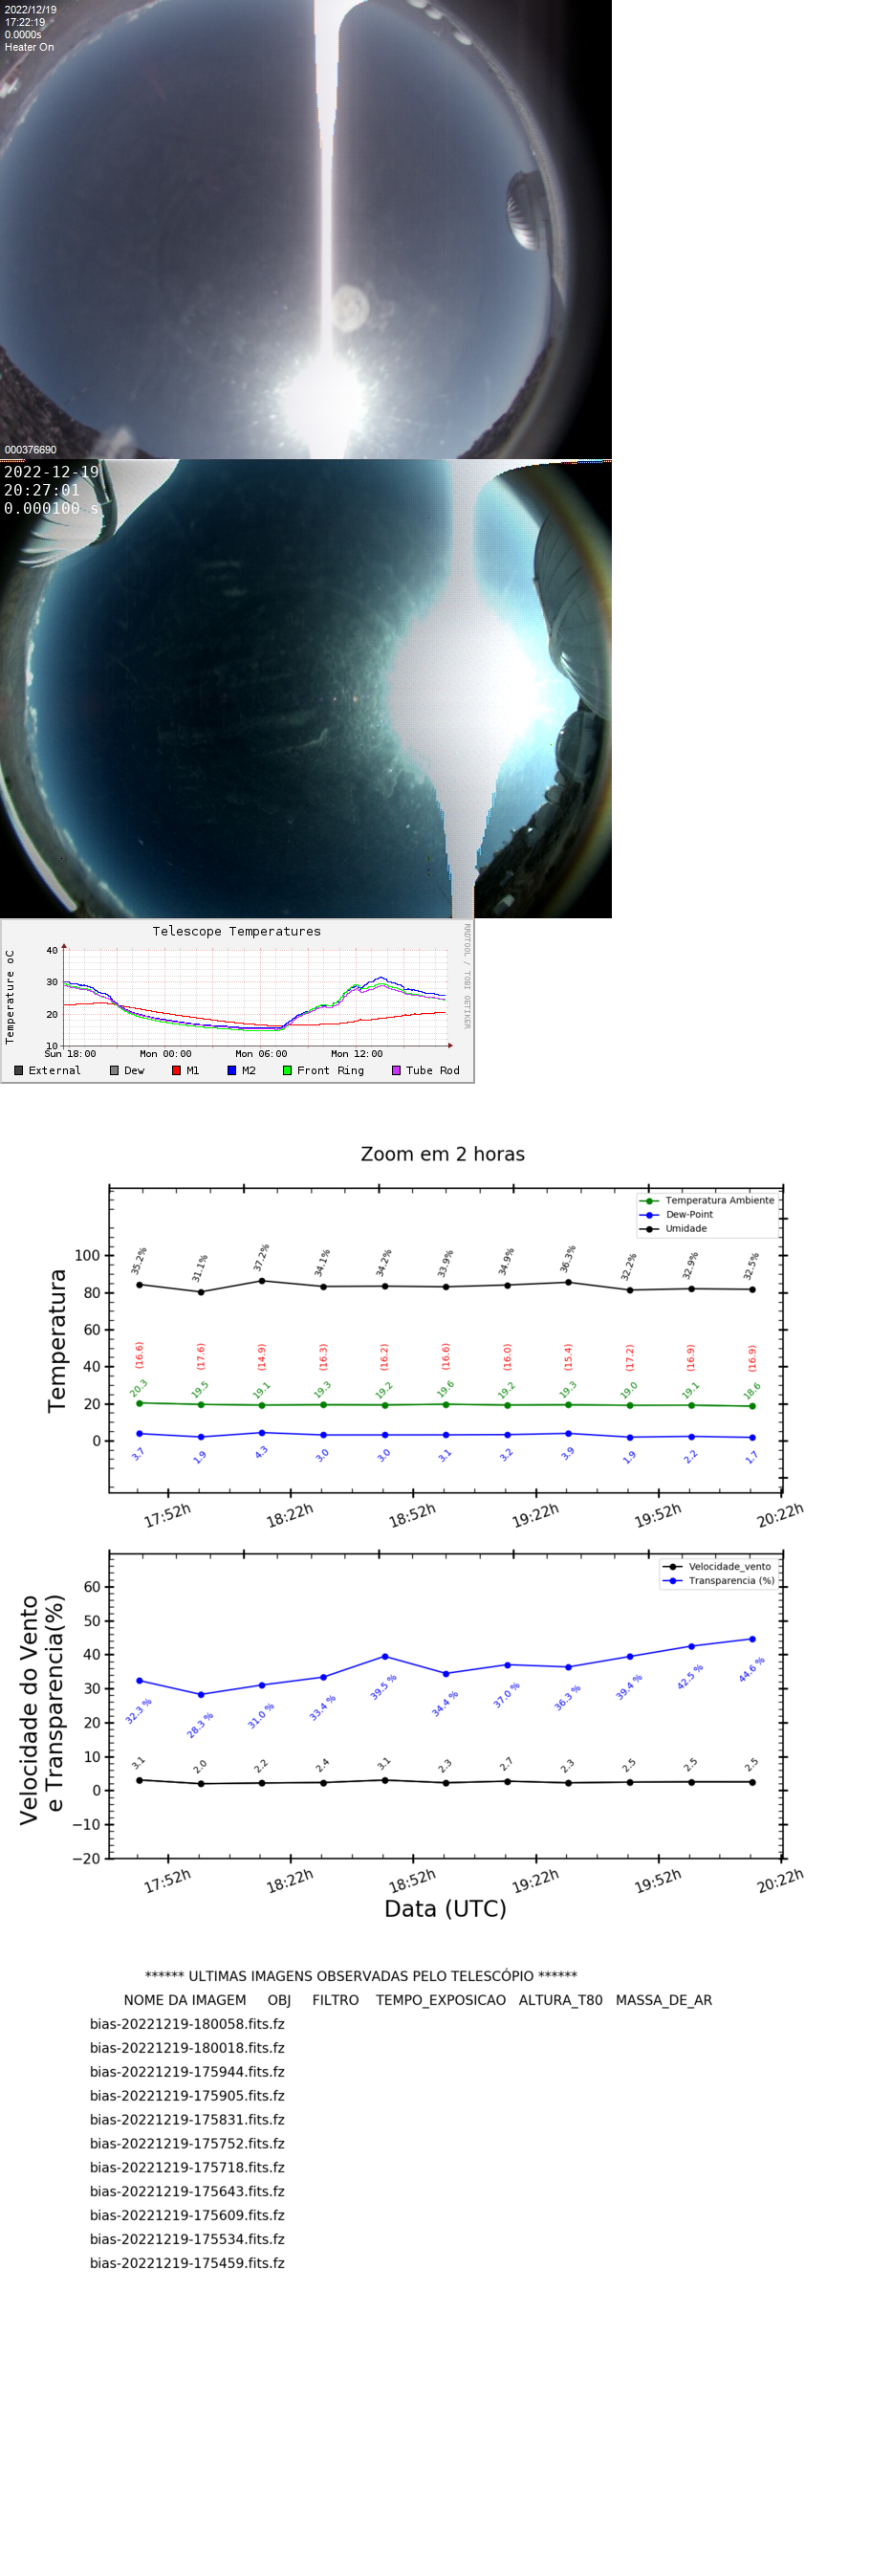 2022/12/19
17:22:19
0.0000s
Heater On
000376690
2022-12-19
20:27:01
0.000100 s
Telescope Temperatures
RRDTOOL / TOBI OETIKER
Temperature oC
40
30
20
10
Sun 18:00 Mon 00:00 Mon 06:00 Mon 12:00
External Dew M1 M2 Front Ring Tube Rod
Zoom em 2 horas
Temperatura Ambiente
Dew-Point
Umidade
Temperatura
100
80
60
40
20
0
35.2% 31.1% 37.2% 34.1% 34.2% 33.9% 34.9% 36.3% 32.2% 32.9% 32.5%
(16.6) (17.6) (14.9) (16.3) (16.2) (16.6) (16.0) (15.4) (17.2) (16.9) (16.9)
20.3 19.5 19.1 19.3 19.2 19.6 19.2 19.3 19.0 19.1 18.6
3.7 1.9 4.3 3.0 3.0 3.1 3.2 3.9 1.9 2.2 1.7
17:52h 18:22h 18:52h 19:22h 19:52h 20:22h
Velocidade_vento
Transparencia (%)
Velocidade do Vento
e Transparencia(%)
60
50
40
30
20
10
0
−10
−20
32.3 % 28.3 % 31.0 % 33.4 % 39.5 % 34.4 % 37.0 % 36.3 % 39.4 % 42.5 % 44.6 %
3.1 2.0 2.2 2.4 3.1 2.3 2.7 2.3 2.5 2.5 2.5
17:52h 18:22h 18:52h 19:22h 19:52h 20:22h
Data (UTC)
****** ULTIMAS IMAGENS OBSERVADAS PELO TELESCÓPIO ******
NOME DA IMAGEM OBJ FILTRO TEMPO_EXPOSICAO ALTURA_T80 MASSA_DE_AR
bias-20221219-180058.fits.fz
bias-20221219-180018.fits.fz
bias-20221219-175944.fits.fz
bias-20221219-175905.fits.fz
bias-20221219-175831.fits.fz
bias-20221219-175752.fits.fz
bias-20221219-175718.fits.fz
bias-20221219-175643.fits.fz
bias-20221219-175609.fits.fz
bias-20221219-175534.fits.fz
bias-20221219-175459.fits.fz